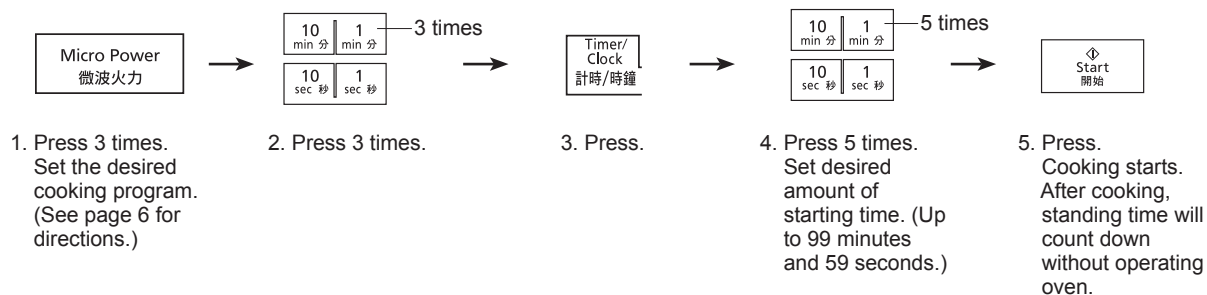 Micro Power
微波火力
10 min 分 1 min 分
10 sec 秒 1 sec 秒
3 times
Timer/
Clock
計時/時鐘
10 min 分 1 min 分
10 sec 秒 1 sec 秒
5 times
Start
開始
1. Press 3 times.
Set the desired
cooking program.
(See page 6 for
directions.)
2. Press 3 times.
3. Press.
4. Press 5 times.
Set desired
amount of
starting time. (Up
to 99 minutes
and 59 seconds.)
5. Press.
Cooking starts.
After cooking,
standing time will
count down
without operating
oven.